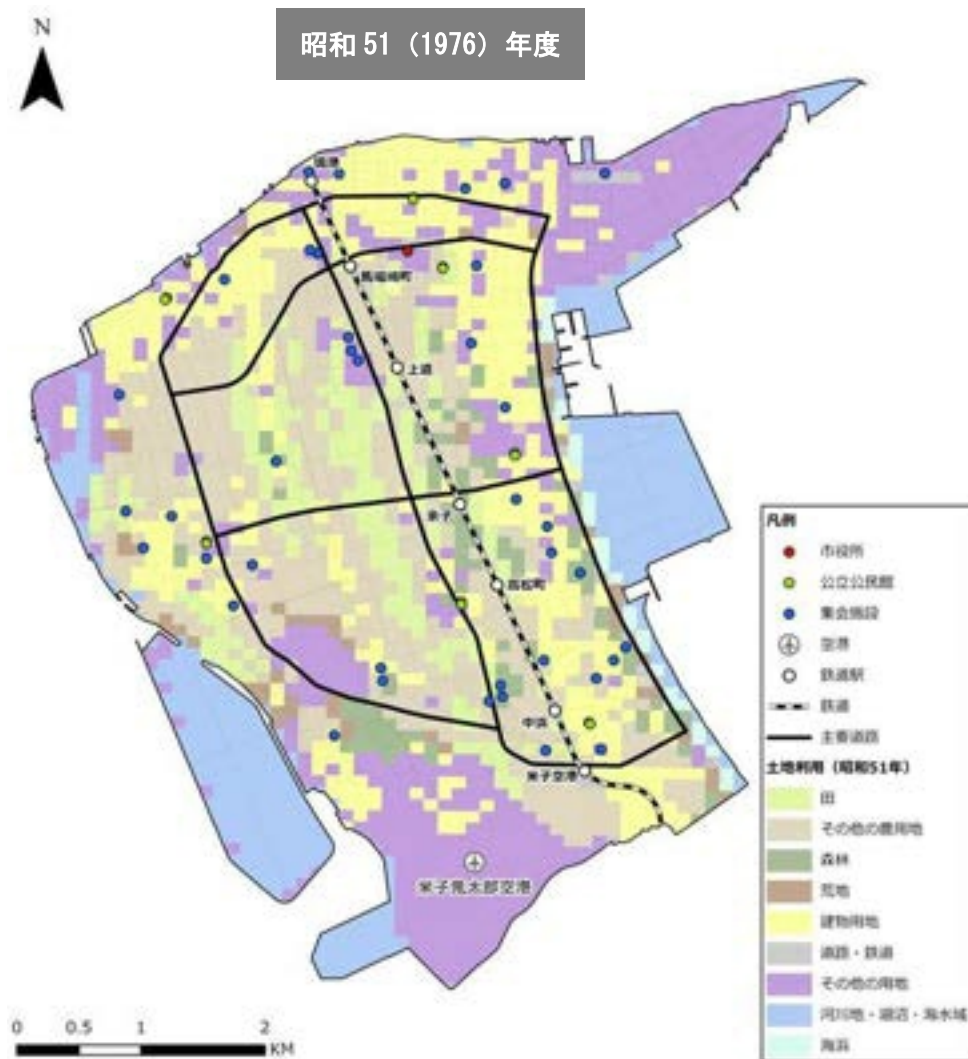 昭和 51（1976）年度
N
境港
馬場崎町
上道
余子
高松町
中浜
米子空港
米子鬼太郎空港
凡例
市役所
公立公民館
集会施設
空港
鉄道駅
鉄道
主要道路
土地利用（昭和51年）
田
その他の農用地
森林
荒地
建物用地
道路・鉄道
その他の用地
河川地・湖沼・海水域
海浜
0 0.5 1 2
KM